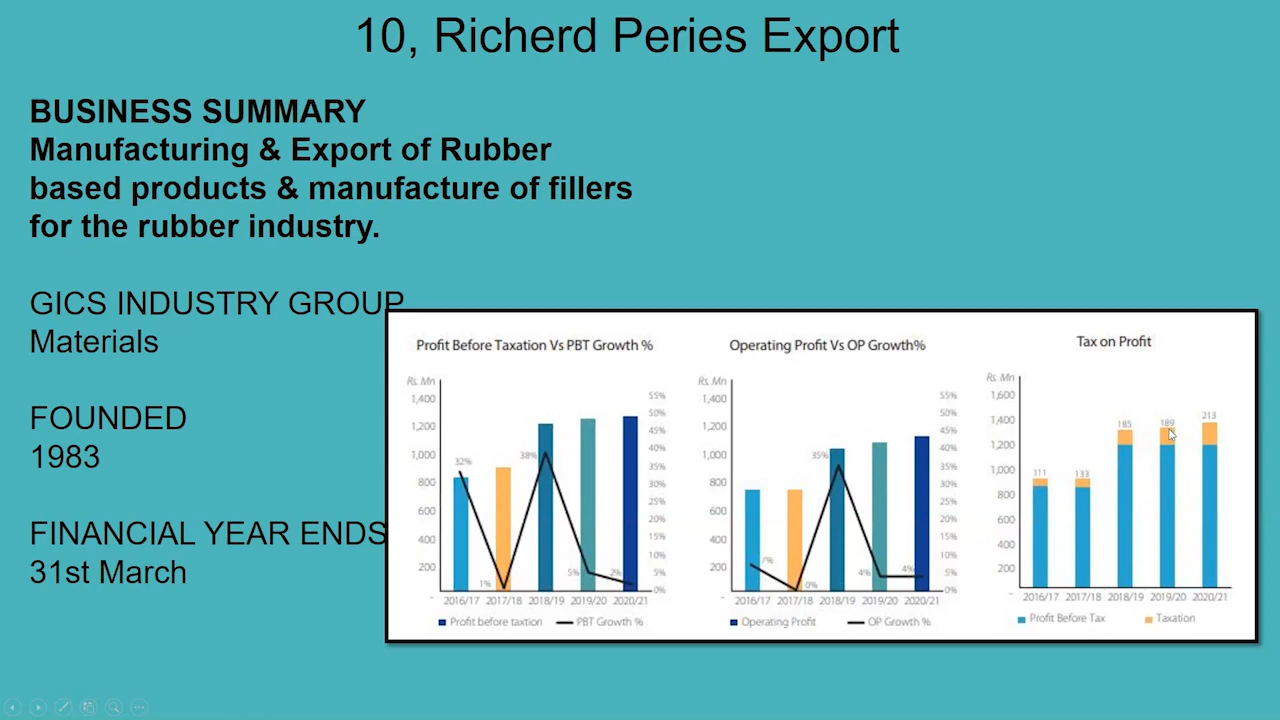 10, Richerd Peries Export
BUSINESS SUMMARY
Manufacturing & Export of Rubber
based products & manufacture of fillers
for the rubber industry.
GICS INDUSTRY GROUP
Materials
FOUNDED
1983
FINANCIAL YEAR ENDS
31st March
Profit Before Taxation Vs PBT Growth %
Rs. Mn
1,400
1,200
1,000
800
600
400
200
-
55%
50%
45%
40%
35%
30%
25%
20%
15%
10%
5%
0%
32%
1%
38%
5%
2%
2016/17 2017/18 2018/19 2019/20 2020/21
Profit before taxtion PBT Growth %
Operating Profit Vs OP Growth%
Rs. Mn
1,400
1,200
1,000
800
600
400
200
-
55%
50%
45%
40%
35%
30%
25%
20%
15%
10%
5%
0%
7%
0%
35%
4%
4%
2016/17 2017/18 2018/19 2019/20 2020/21
Operating Profit OP Growth %
Tax on Profit
Rs. Mn
1,600
1,400
1,200
1,000
800
600
400
200
-
111
133
185
189
213
2016/17 2017/18 2018/19 2019/20 2020/21
Profit Before Tax Taxation